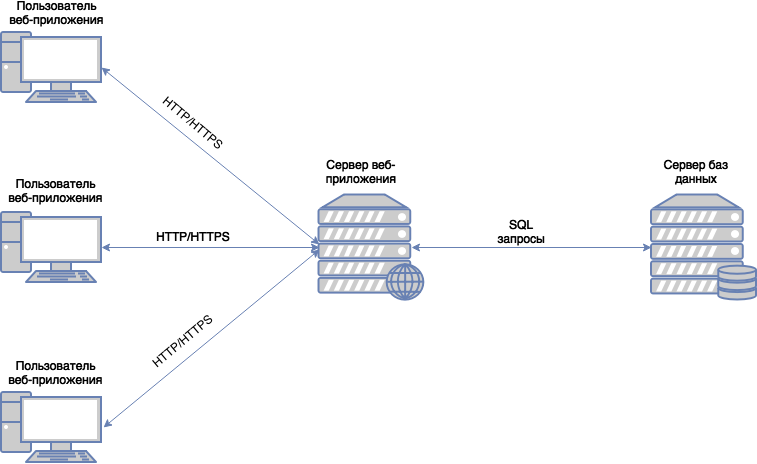 Пользователь
веб-приложения
HTTP/HTTPS
Сервер веб-
приложения
Сервер баз
данных
Пользователь
веб-приложения
HTTP/HTTPS
SQL
запросы
HTTP/HTTPS
Пользователь
веб-приложения